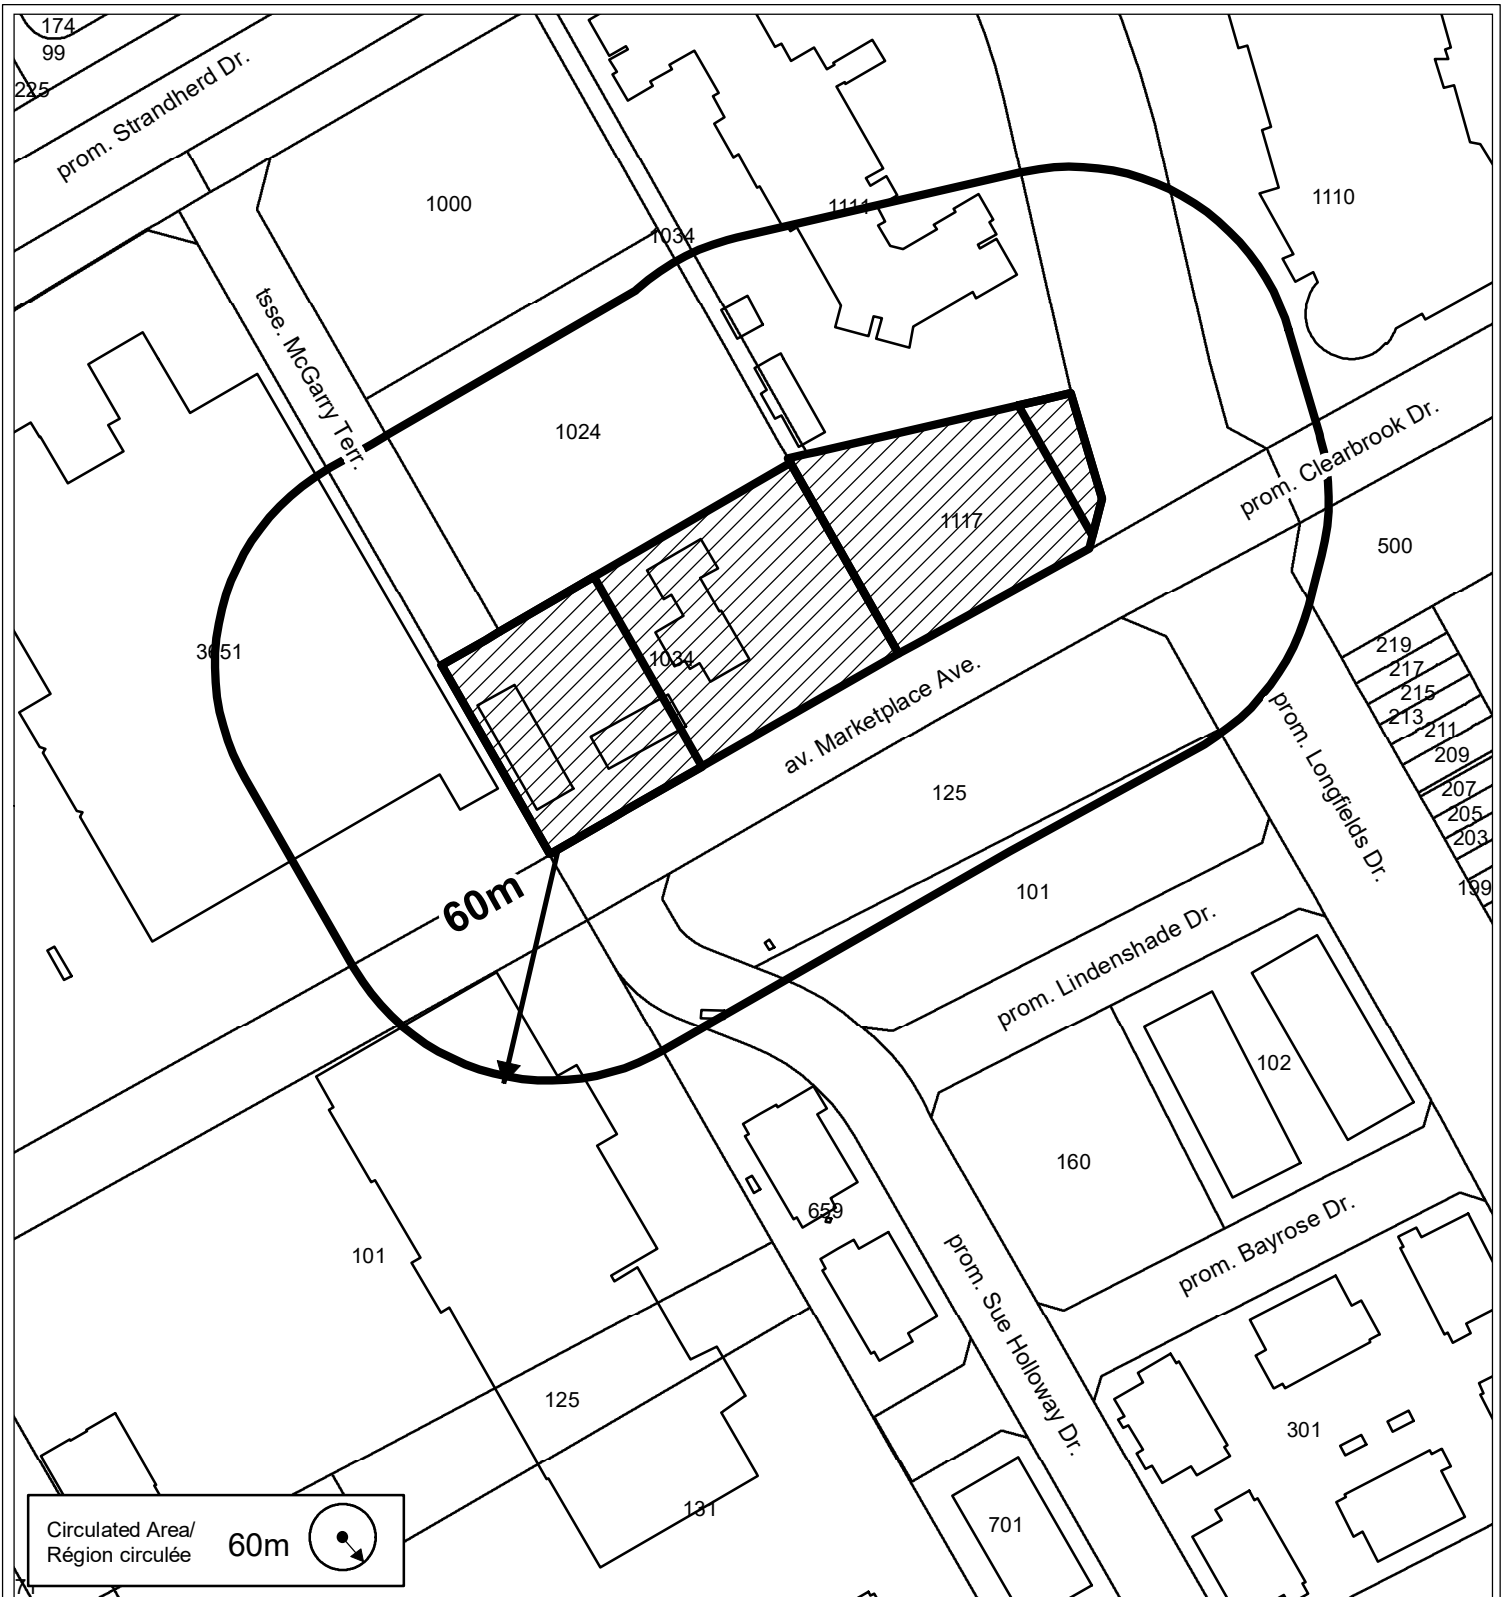 174
99
225
prom. Strandherd Dr.
1000
1034
1111
1110
tsse. McGarry Terr.
1024
prom. Clearbrook Dr.
1117
500
3651
1034
219
217
215
213
211
209
207
205
203
199
av. Marketplace Ave.
prom. Longfields Dr.
125
60m
101
prom. Lindenshade Dr.
102
160
659
101
prom. Bayrose Dr.
prom. Sue Holloway Dr.
125
301
131
701
Circulated Area/
Région circulée
60m